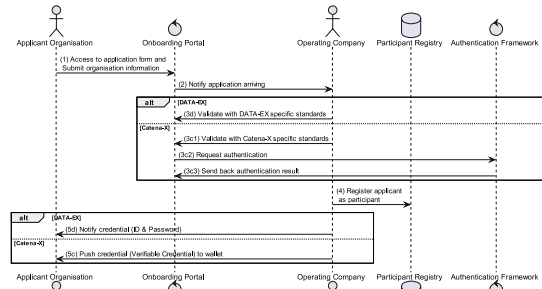 Applicant Organisation
Onboarding Portal
Operating Company
Participant Registry
Authentication Framework
(1) Access to application form and
Submit organisation information
(2) Notify application arriving
alt
[DATA-EX]
(3d) Validate with DATA-EX specific standards
[Catena-X]
(3c1) Validate with Catena-X specific standards
(3c2) Request authentication
(3c3) Send back authentication result
(4) Register applicant
as participant
alt
[DATA-EX]
(5d) Notify credential (ID & Password)
[Catena-X]
(5c) Push credential (Verifiable Credential) to wallet
Applicant Organisation
Onboarding Portal
Operating Company
Participant Registry
Authentication Framework